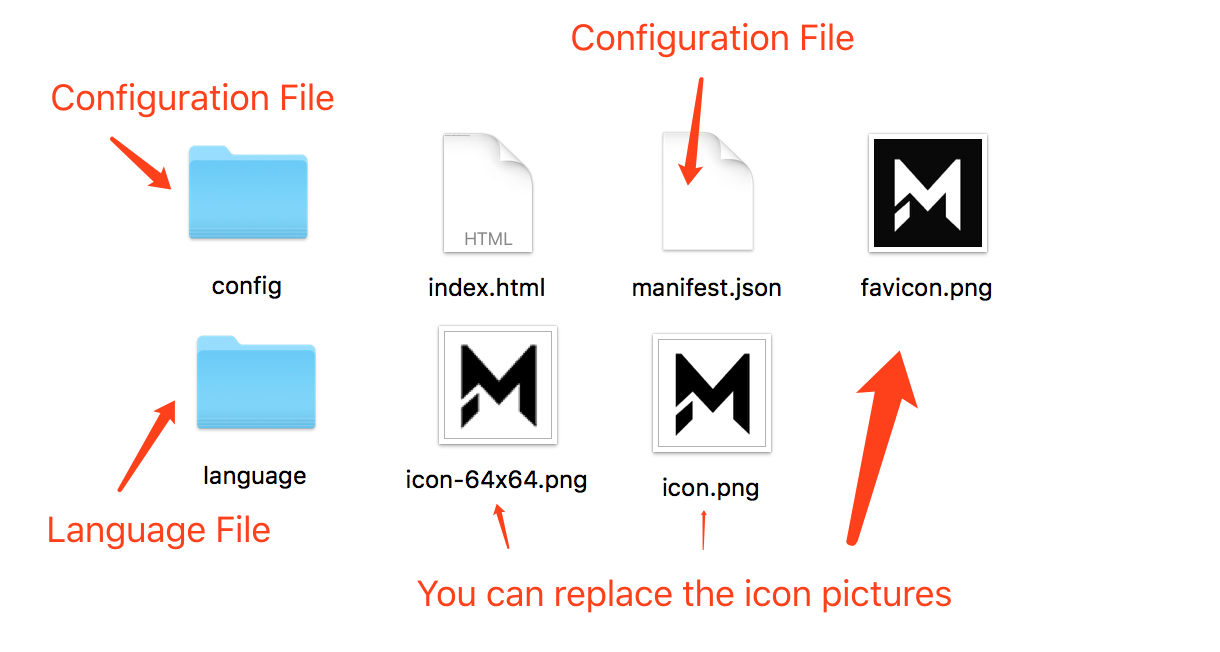 Configuration File
Configuration File
HTML
config
index.html
manifest.json
favicon.png
language
icon-64x64.png
icon.png
Language File
You can replace the icon pictures